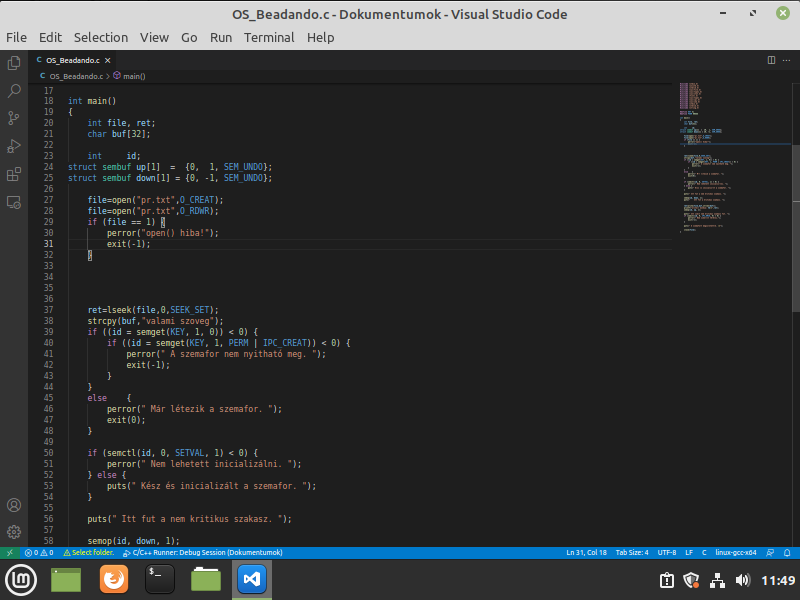 OS_Beadando.c - Dokumentumok - Visual Studio Code
File Edit Selection View Go Run Terminal Help
C OS_Beadando.c ×
C OS_Beadando.c > main()
17
18 int main()
19 {
20 int file, ret;
21 char buf[32];
22
23 int id;
24 struct sembuf up[1] = {0, 1, SEM_UNDO};
25 struct sembuf down[1] = {0, -1, SEM_UNDO};
26
27 file=open("pr.txt",O_CREAT);
28 file=open("pr.txt",O_RDWR);
29 if (file == 1) {
30 perror("open() hiba!");
31 exit(-1);
32 }
33
34
35
36
37 ret=lseek(file,0,SEEK_SET);
38 strcpy(buf,"valami szoveg");
39 if ((id = semget(KEY, 1, 0)) < 0) {
40 if ((id = semget(KEY, 1, PERM | IPC_CREAT)) < 0) {
41 perror(" A szemafor nem nyitható meg. ");
42 exit(-1);
43 }
44 }
45 else {
46 perror(" Már létezik a szemafor. ");
47 exit(0);
48 }
49
50 if (semctl(id, 0, SETVAL, 1) < 0) {
51 perror(" Nem lehetett inicializálni. ");
52 } else {
53 puts(" Kész és inicializált a szemafor. ");
54 }
55
56 puts(" Itt fut a nem kritikus szakasz. ");
57
58 semop(id, down, 1);
0 0 Select folder. C/C++ Runner: Debug Session (Dokumentumok) Ln 31, Col 18 Tab Size: 4 UTF-8 LF C linux-gcc-x64
11:49